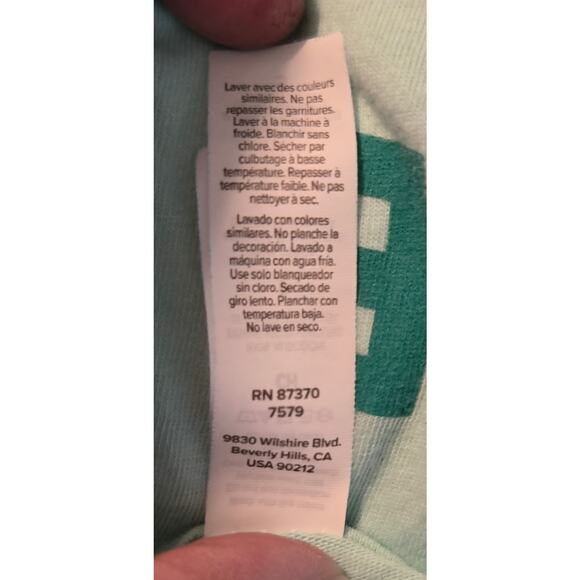 Laver avec des couleurs
similaires. Ne pas
repasser les garnitures.
Laver à la machine à
froide. Blanchir sans
chlore. Sécher par
culbutage à basse
température. Repasser à
température faible. Ne pas
nettoyer à sec.
Lavado con colores
similares. No planche la
decoración. Lavado a
máquina con agua fría.
Use solo blanqueador
sin cloro. Secado de
giro lento. Planchar con
temperatura baja.
No lave en seco.
RN 87370
7579
9830 Wilshire Blvd.
Beverly Hills, CA
USA 90212